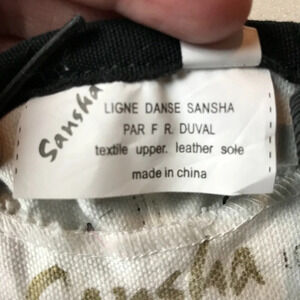 Sansha
LIGNE DANSE SANSHA
PAR F R. DUVAL
textile upper. leather sole
made in china
Sansha